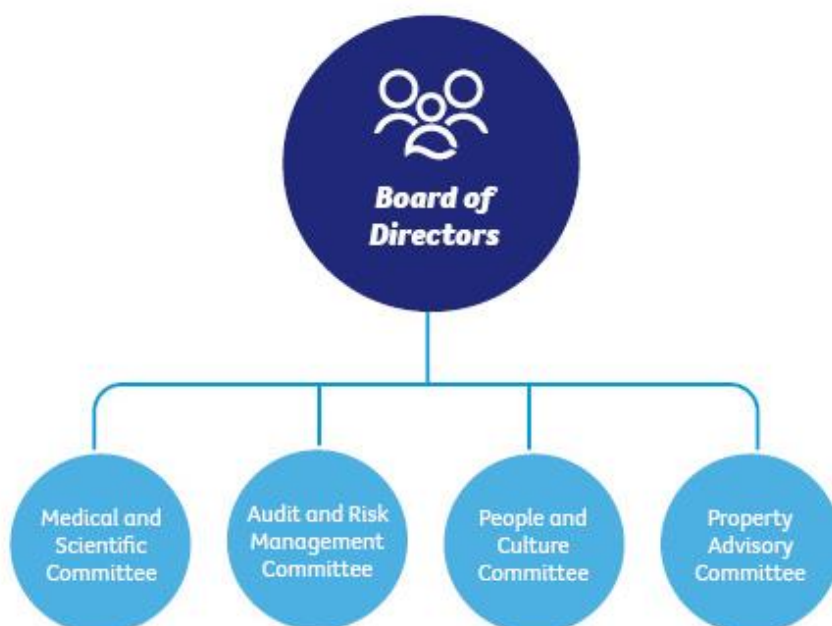 Board of
Directors
Medical and
Scientific
Committee
Audit and Risk
Management
Committee
People and
Culture
Committee
Property
Advisory
Committee